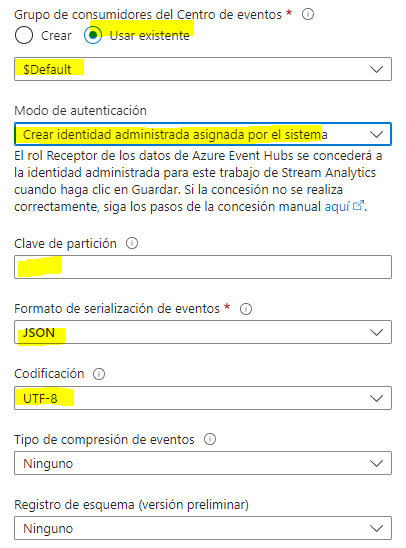 Grupo de consumidores del Centro de eventos *
Crear Usar existente
$Default
Modo de autenticación
Crear identidad administrada asignada por el sistema
El rol Receptor de los datos de Azure Event Hubs se concederá a
la identidad administrada para este trabajo de Stream Analytics
cuando haga clic en Guardar. Si la concesión no se realiza
correctamente, siga los pasos de la concesión manual aquí.
Clave de partición
Formato de serialización de eventos *
JSON
Codificación
UTF-8
Tipo de compresión de eventos
Ninguno
Registro de esquema (versión preliminar)
Ninguno